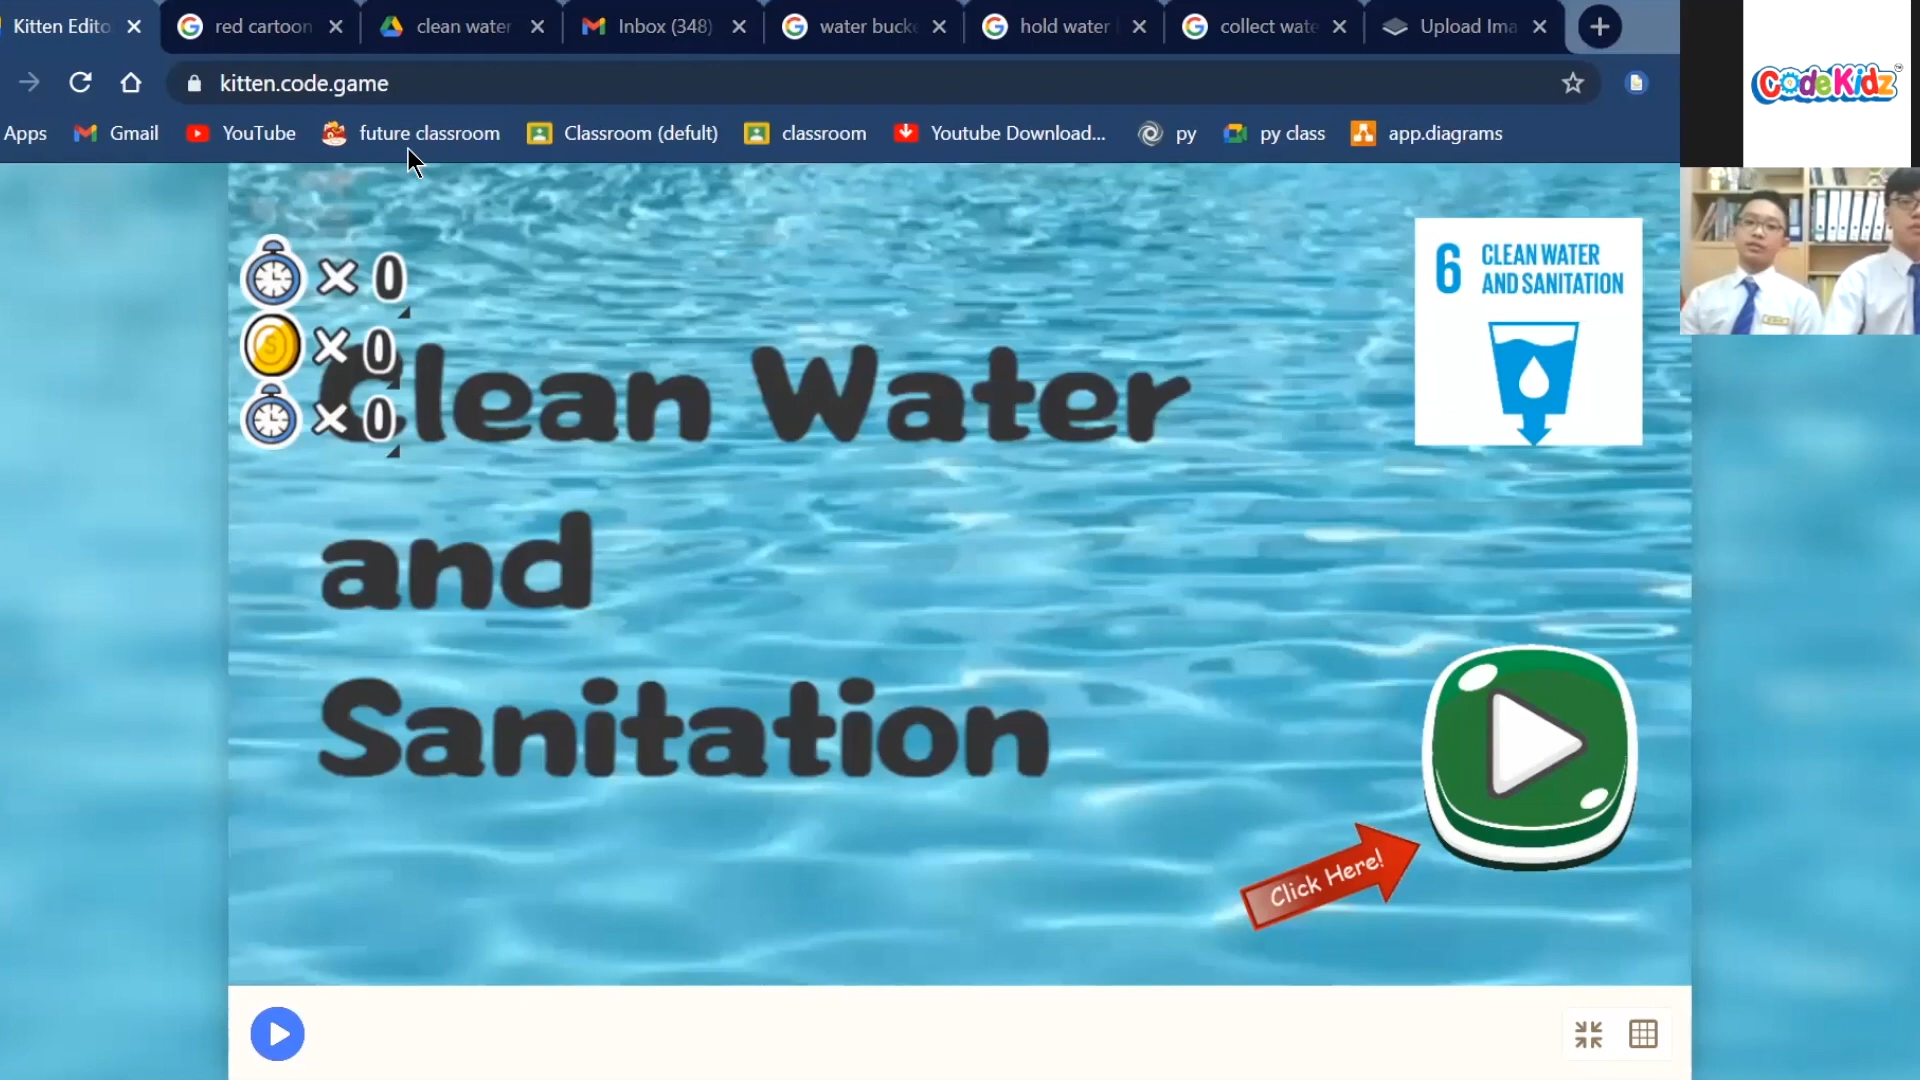 Kitten Edito red cartoon clean water Inbox (348) water bucke hold water collect wate Upload Ima
kitten.code.game
Apps Gmail YouTube future classroom Classroom (defult) classroom Youtube Download... py py class app.diagrams
CodeKidz
× 0
× 0
× 0
Clean Water
and
Sanitation
6 CLEAN WATER
AND SANITATION
Click Here!